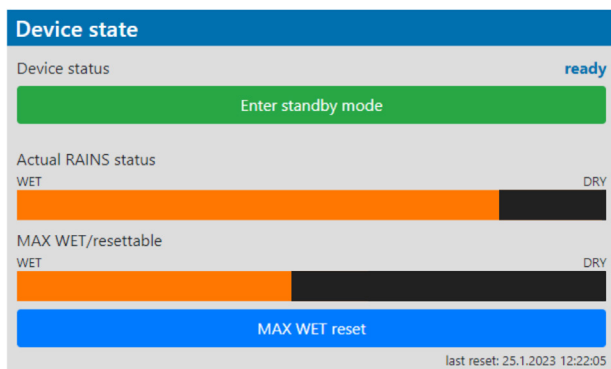 Device state
Device status ready
Enter standby mode
Actual RAINS status
WET DRY
MAX WET/resettable
WET DRY
MAX WET reset
last reset: 25.1.2023 12:22:05